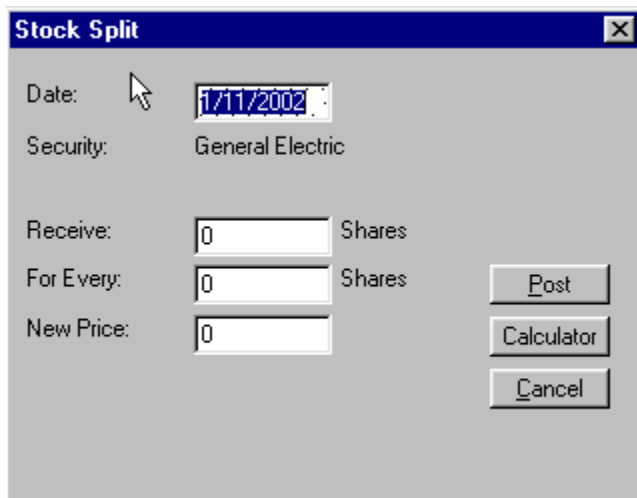 Stock Split
Date: 1/11/2002
Security: General Electric
Receive: 0 Shares
For Every: 0 Shares
Post
New Price: 0
Calculator
Cancel